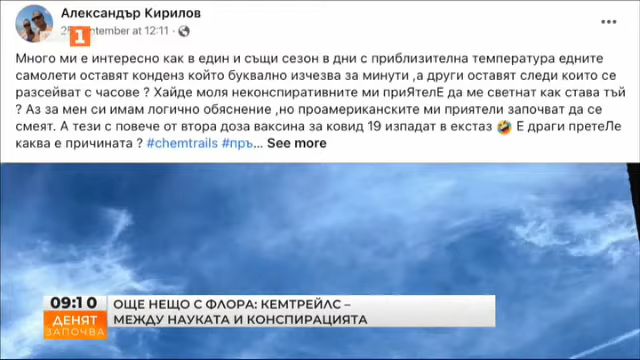 Александър Кирилов
at 12:11 ·
1
Много ми е интересно как в един и същи сезон в дни с приблизителна температура едните
самолети оставят конденз който буквално изчезва за минути ,а други оставят следи които се
разсейват с часове ? Хайде моля неконспиративните ми приЯтелЕ да ме светнат как става тъй
? Аз за мен си имам логично обяснение ,но проамериканските ми приятели започват да се
смеят. А тези с повече от втора доза ваксина за ковид 19 изпадат в екстаз 🤣 Е драги претеЛе
каква е причината ? #chemtrails #пръ... See more
09:10
ДЕНЯТ
ЗАПОЧВА
ОЩЕ НЕЩО С ФЛОРА: КЕМТРЕЙЛС –
МЕЖДУ НАУКАТА И КОНСПИРАЦИЯТА